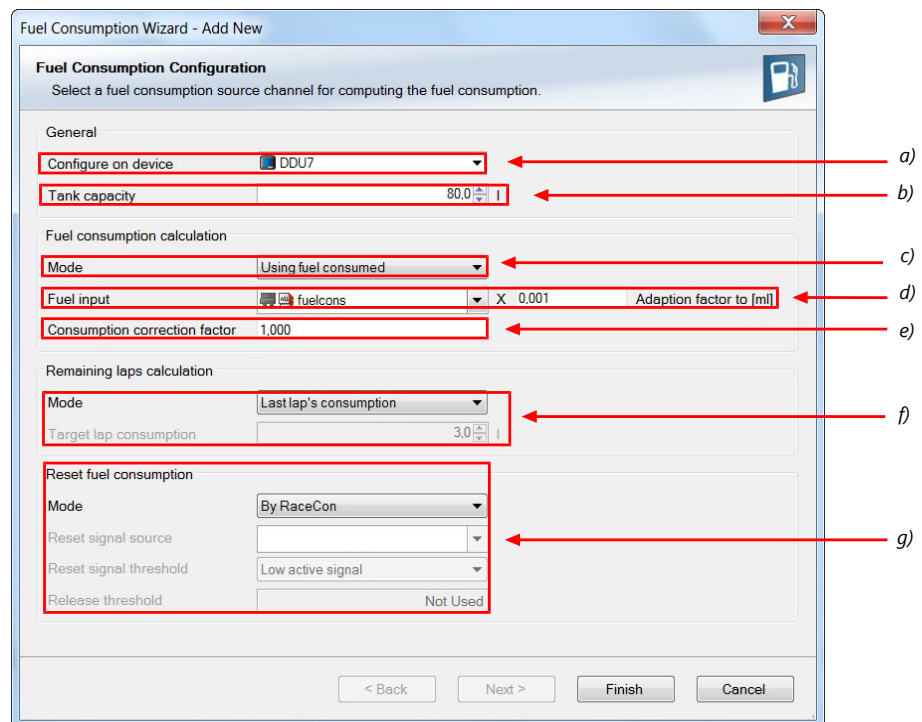 Fuel Consumption Wizard - Add New
X
Fuel Consumption Configuration
Select a fuel consumption source channel for computing the fuel consumption.
General
Configure on device DDU7 a)
Tank capacity 80,0 l b)
Fuel consumption calculation
Mode Using fuel consumed c)
Fuel input fuelcons X 0,001 Adaption factor to [ml] d)
Consumption correction factor 1,000 e)
Remaining laps calculation
Mode Last lap's consumption
Target lap consumption 3,0 l f)
Reset fuel consumption
Mode By RaceCon
Reset signal source g)
Reset signal threshold Low active signal
Release threshold Not Used
< Back Next > Finish Cancel